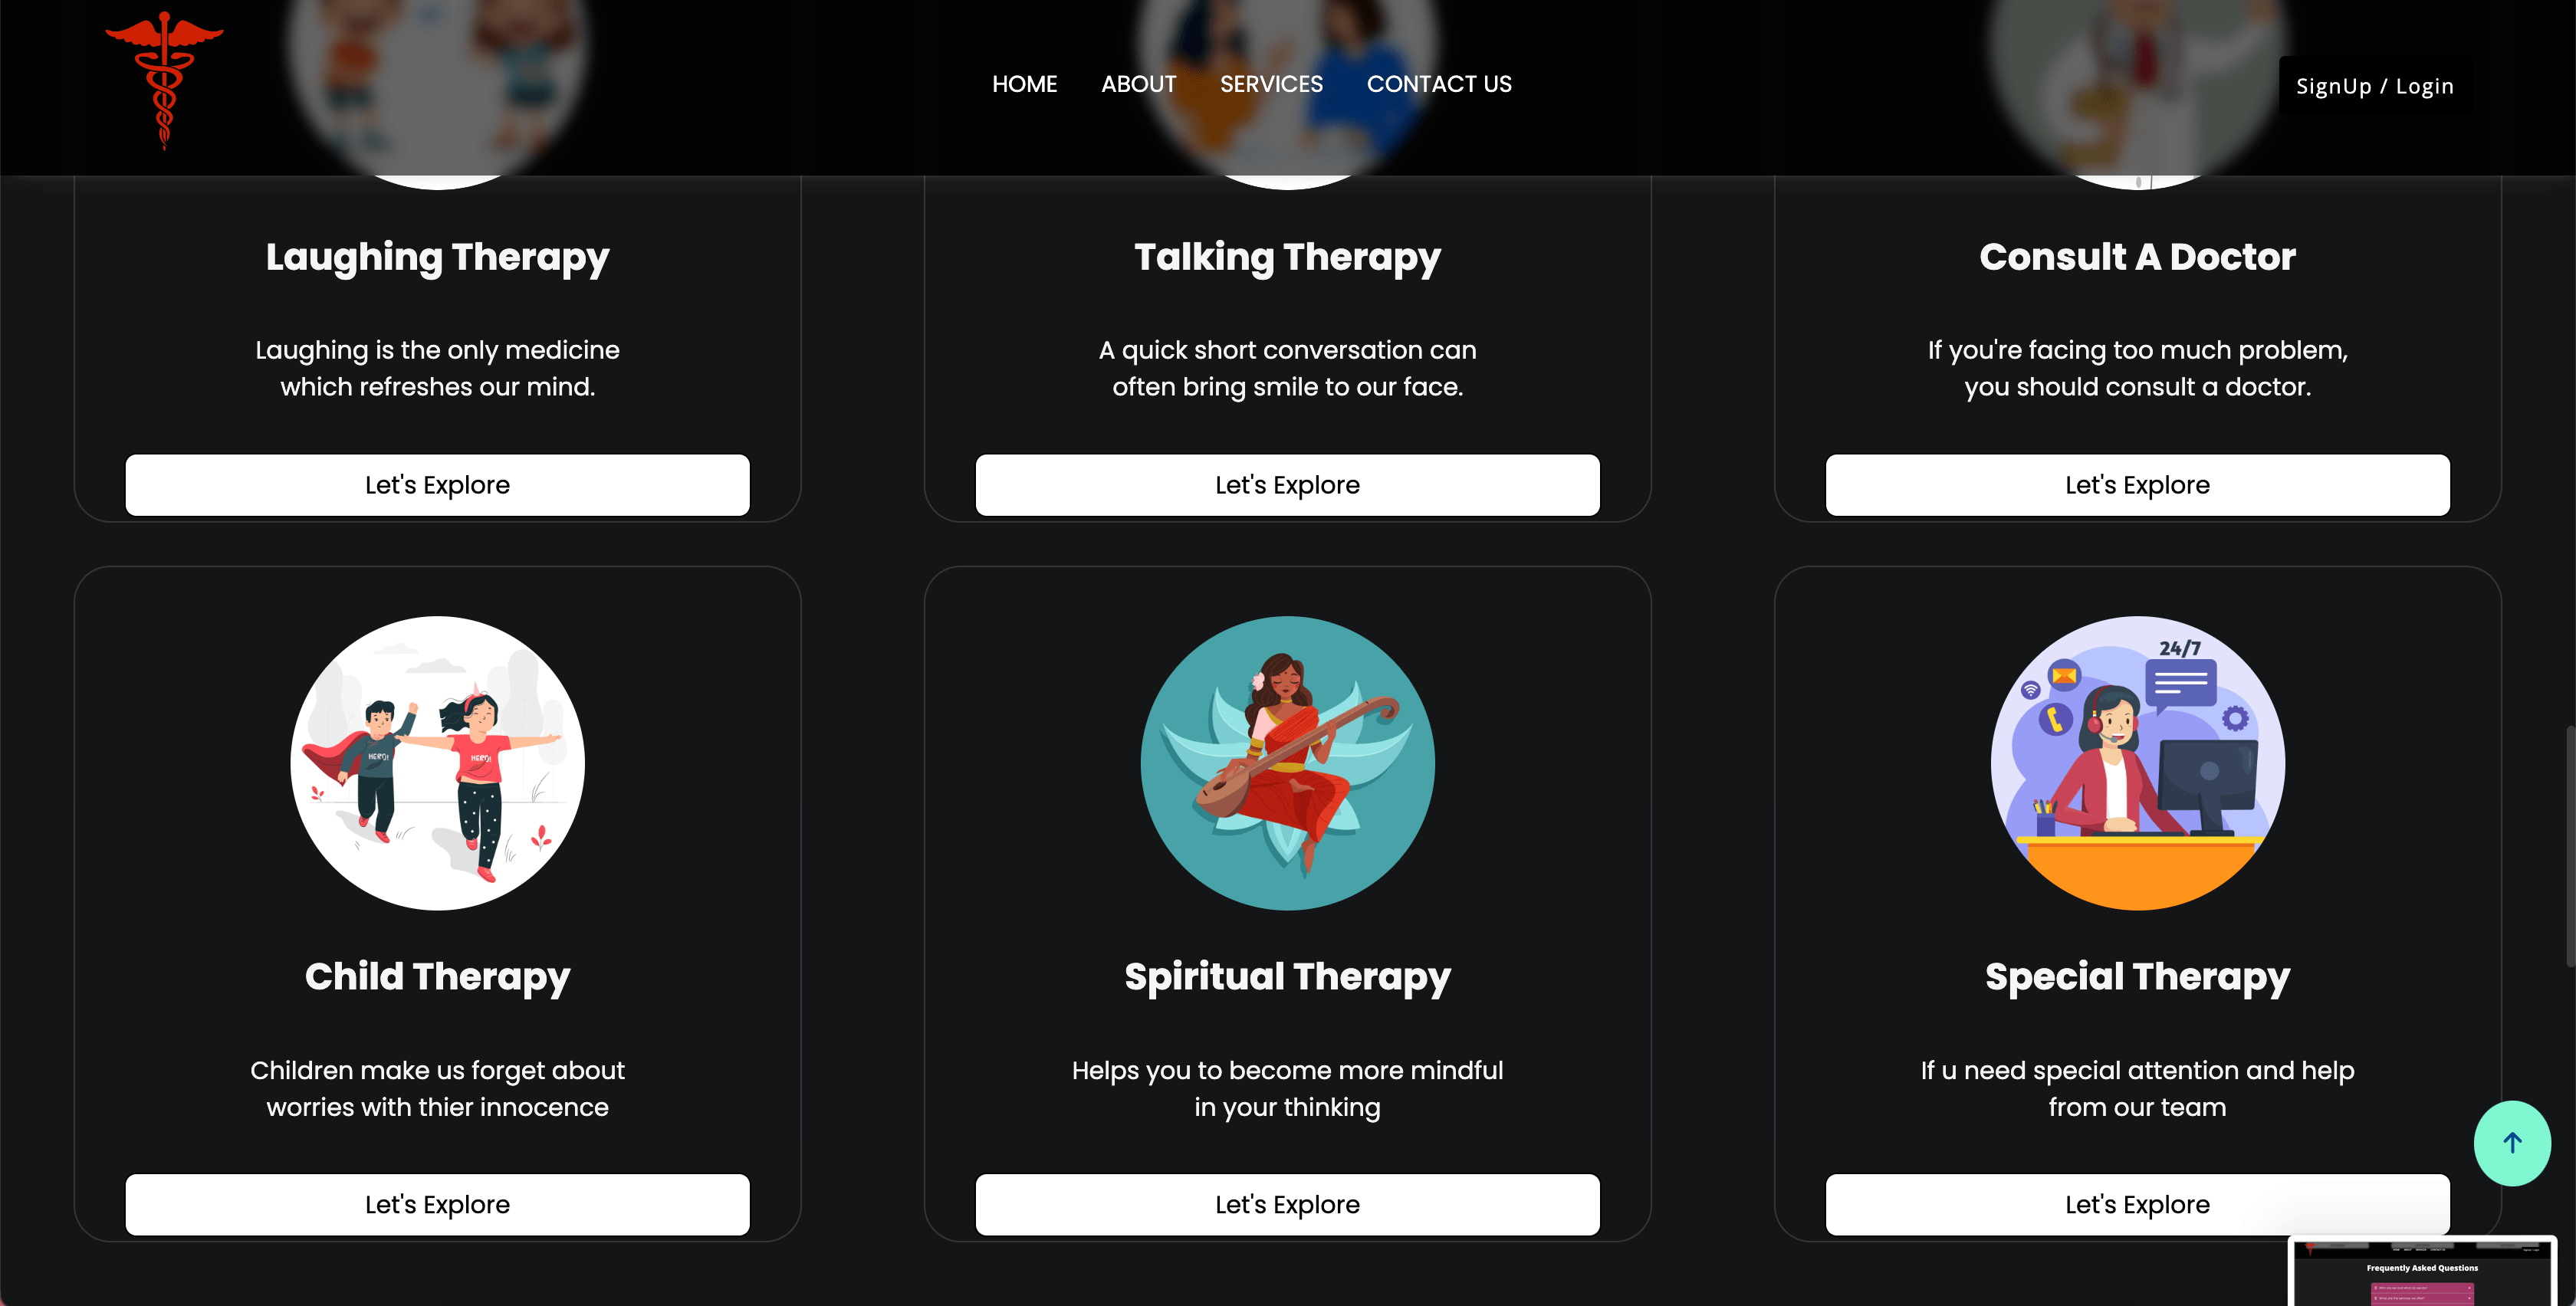 HOME ABOUT SERVICES CONTACT US
SignUp / Login
Laughing Therapy
Laughing is the only medicine
which refreshes our mind.
Let's Explore
Talking Therapy
A quick short conversation can
often bring smile to our face.
Let's Explore
Consult A Doctor
If you're facing too much problem,
you should consult a doctor.
Let's Explore
HERO!
HERO!
Child Therapy
Children make us forget about
worries with thier innocence
Let's Explore
Spiritual Therapy
Helps you to become more mindful
in your thinking
Let's Explore
24/7
Special Therapy
If u need special attention and help
from our team
Let's Explore
Frequently Asked Questions